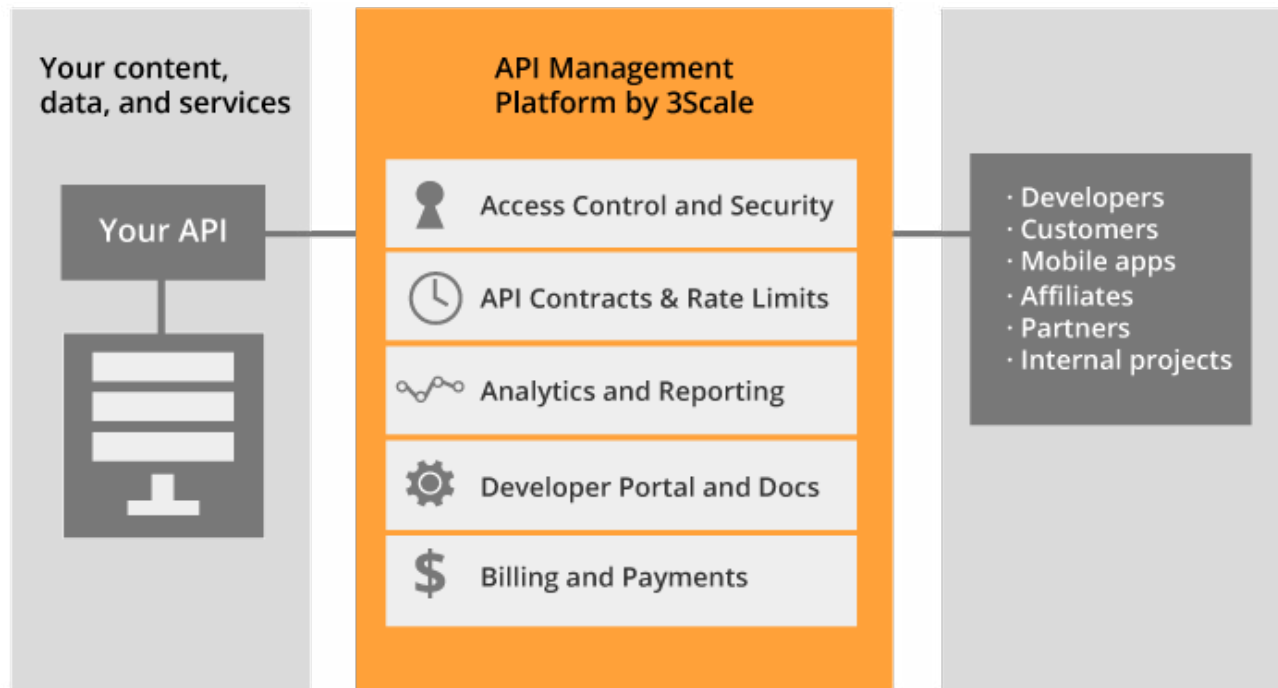 Your content,
data, and services
Your API
API Management
Platform by 3Scale
Access Control and Security
API Contracts & Rate Limits
Analytics and Reporting
Developer Portal and Docs
$ Billing and Payments
· Developers
· Customers
· Mobile apps
· Affiliates
· Partners
· Internal projects